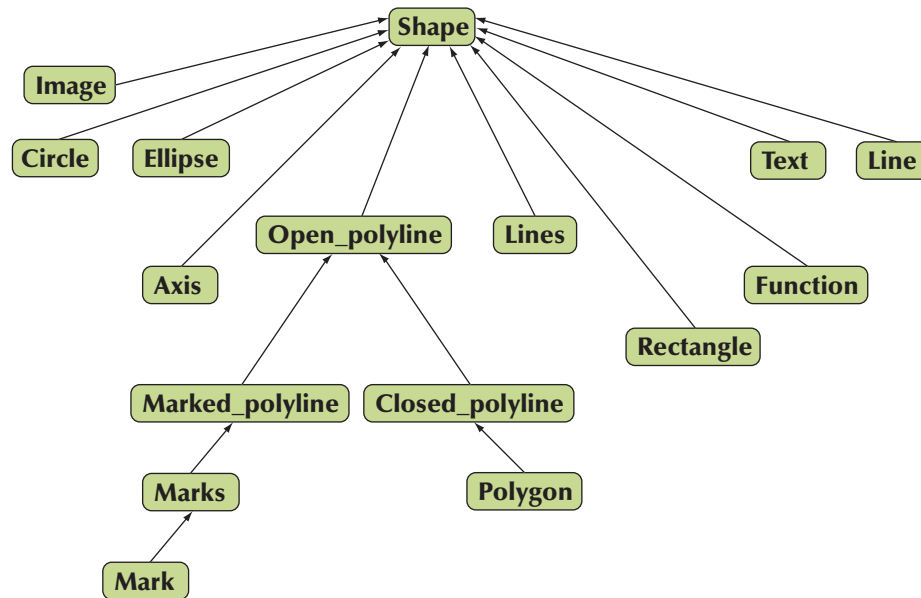 Shape
Image
Circle
Ellipse
Text
Line
Open_polyline
Lines
Axis
Function
Rectangle
Marked_polyline
Closed_polyline
Marks
Polygon
Mark